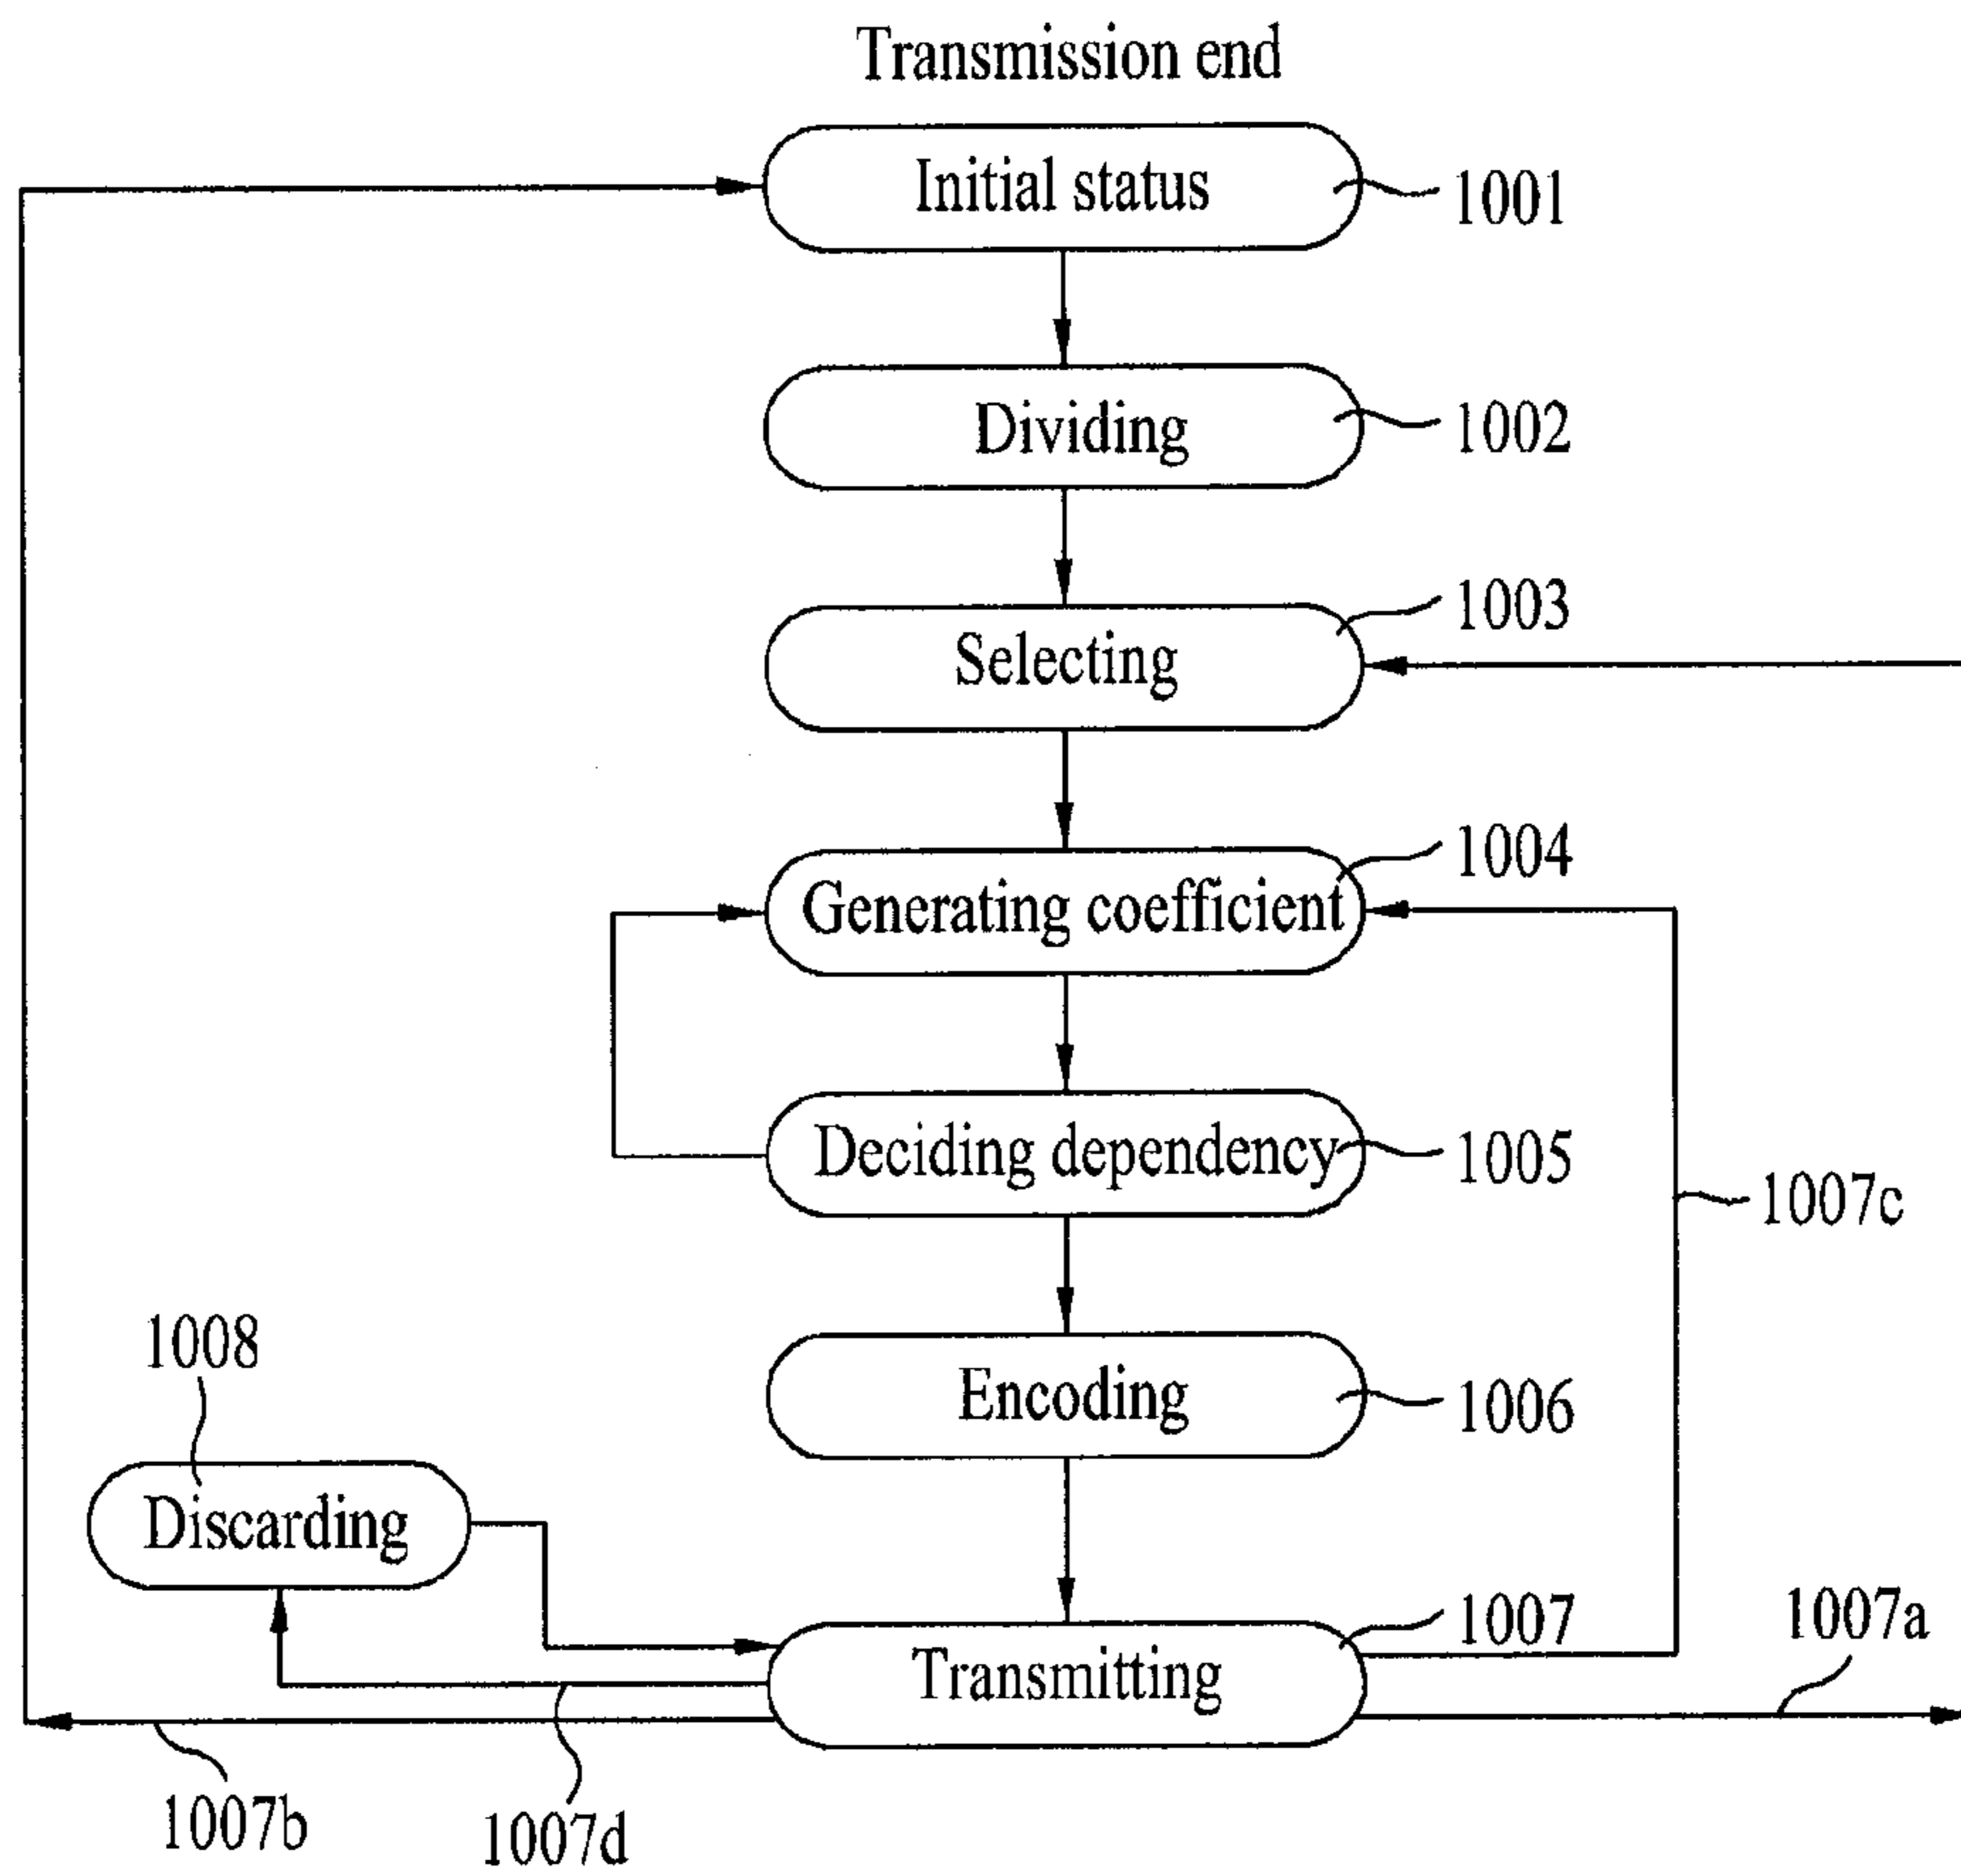 Transmission end
Initial status
1001
Dividing
1002
Selecting
1003
Generating coefficient
1004
Deciding dependency
1005
1007c
Encoding
1006
1008
Discarding
Transmitting
1007
1007a
1007b
1007d